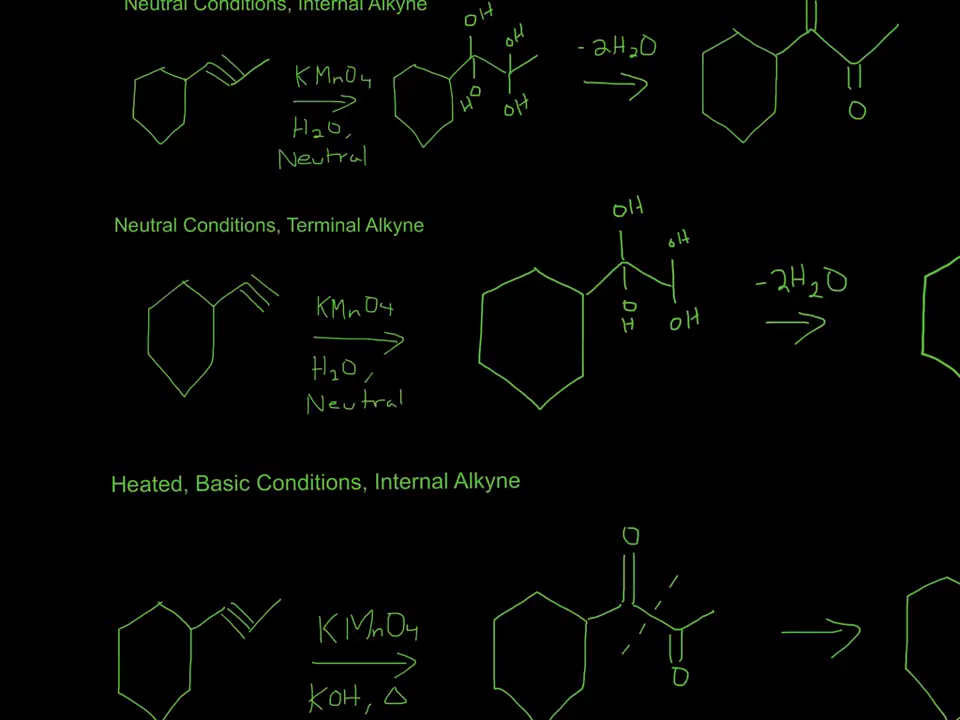 Neutral Conditions, Internal Alkyne
OH
OH
KMnO4
-2H2O
HO
OH
O
H2O,
Neutral
Neutral Conditions, Terminal Alkyne
OH
OH
-2H2O
KMnO4
O
H
OH
H2O,
Neutral
Heated, Basic Conditions, Internal Alkyne
O
KMnO4
O
KOH, Δ